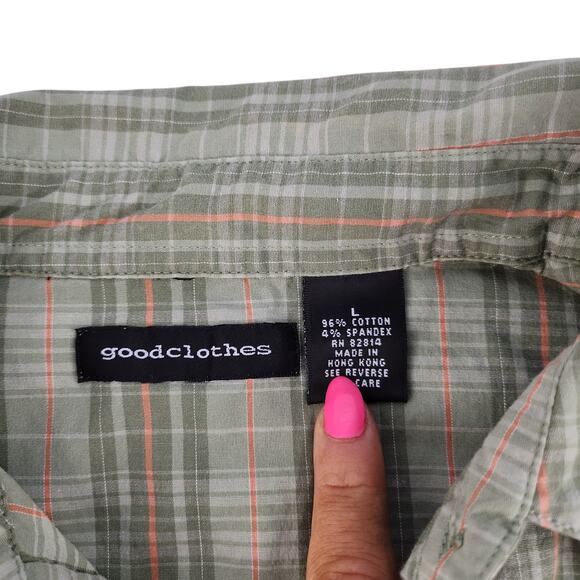 goodclothes
L
96% COTTON
4% SPANDEX
RN 82814
MADE IN
HONG KONG
SEE REVERSE
CARE